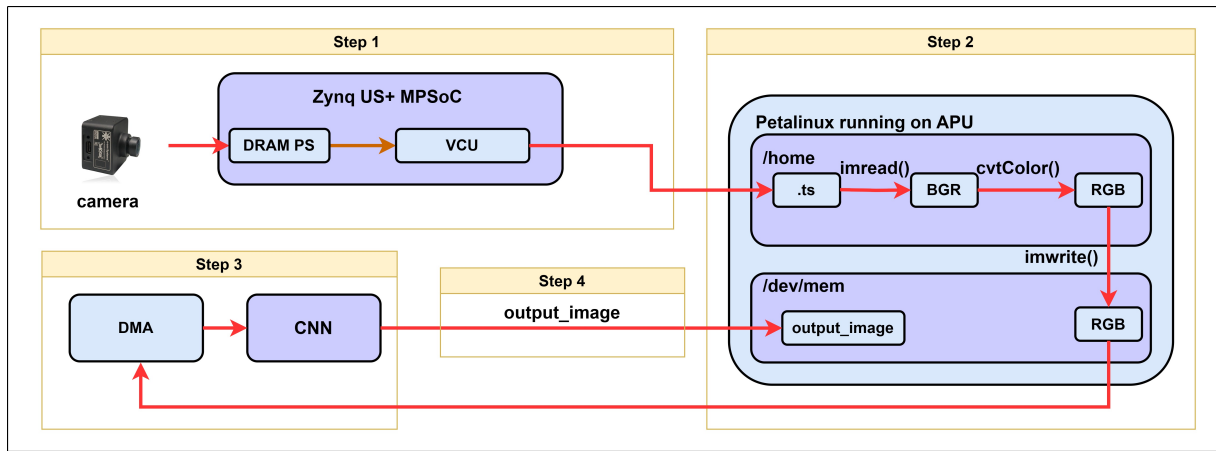 Step 1
Zynq US+ MPSoC
DRAM PS
VCU
camera
Step 2
Petalinux running on APU
/home
.ts
imread()
BGR
cvtColor()
RGB
imwrite()
/dev/mem
output_image
RGB
Step 3
DMA
CNN
Step 4
output_image